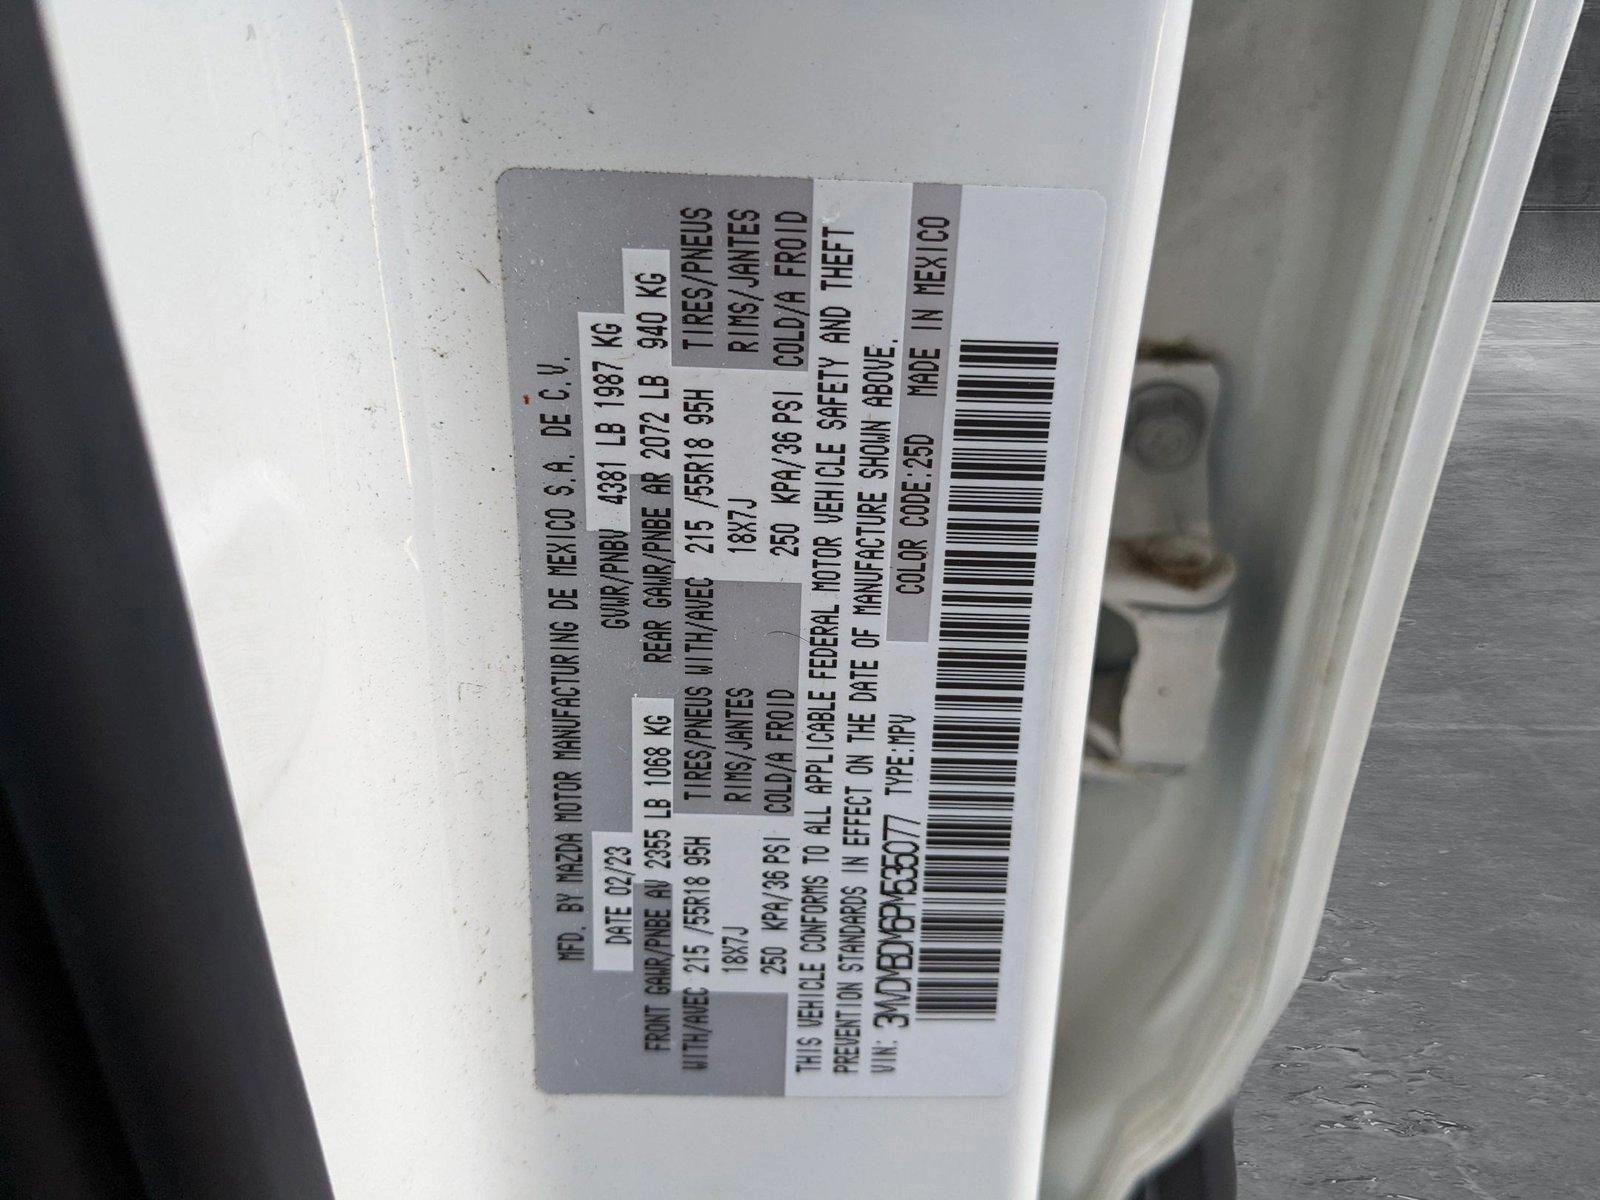 MFD. BY MAZDA MOTOR MANUFACTURING DE MEXICO S.A. DE C.V.
DATE 02/23 GVWR/PNBV 4381 LB 1987 KG
FRONT GAWR/PNBE AV 2355 LB 1068 KG REAR GAWR/PNBE AR 2072 LB 940 KG
WITH/AVEC 215 /55R18 95H TIRES/PNEUS WITH/AVEC 215 /55R18 95H TIRES/PNEUS
18X7J RIMS/JANTES 18X7J RIMS/JANTES
250 KPA/36 PSI COLD/A FROID 250 KPA/36 PSI COLD/A FROID
THIS VEHICLE CONFORMS TO ALL APPLICABLE FEDERAL MOTOR VEHICLE SAFETY AND THEFT
PREVENTION STANDARDS IN EFFECT ON THE DATE OF MANUFACTURE SHOWN ABOVE.
VIN: 3MVDMBDM6PM535077 TYPE:MPV COLOR CODE:25D MADE IN MEXICO